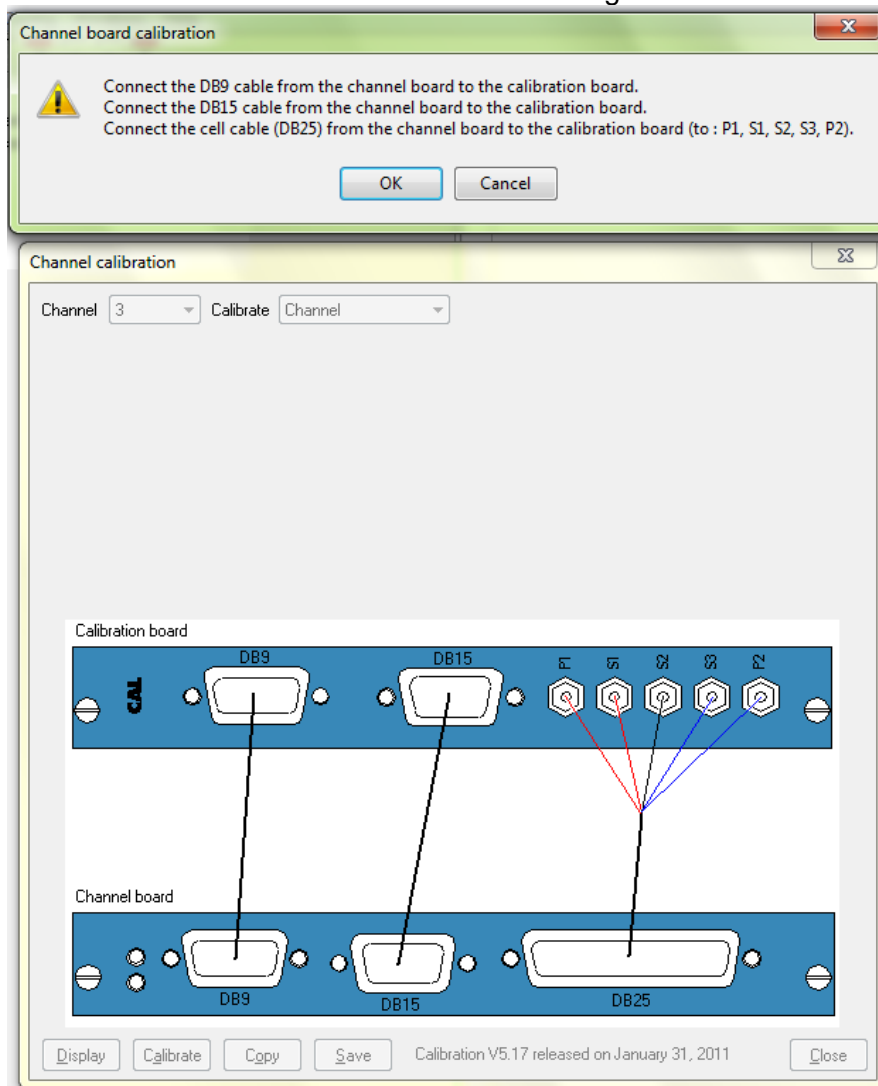 Channel board calibration
Connect the DB9 cable from the channel board to the calibration board.
Connect the DB15 cable from the channel board to the calibration board.
Connect the cell cable (DB25) from the channel board to the calibration board (to : P1, S1, S2, S3, P2).
OK Cancel
Channel calibration
Channel 3 Calibrate Channel
Calibration board
DB9 DB15 P1 S1 S2 S3 P2
CAL
Channel board
DB9 DB15 DB25
Display Calibrate Copy Save Calibration V5.17 released on January 31, 2011 Close